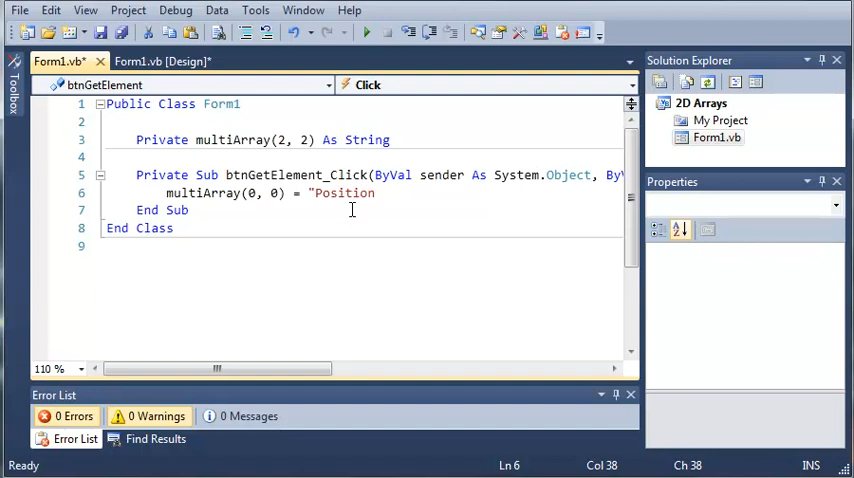 File Edit View Project Debug Data Tools Window Help
Form1.vb* Form1.vb [Design]*
Solution Explorer
Toolbox
btnGetElement Click
2D Arrays
My Project
Form1.vb
1 Public Class Form1
2
3 Private multiArray(2, 2) As String
4
5 Private Sub btnGetElement_Click(ByVal sender As System.Object, ByV
6 multiArray(0, 0) = "Position
7 End Sub
8 End Class
9
Properties
110 %
Error List
0 Errors 0 Warnings 0 Messages
Error List Find Results
Ready Ln 6 Col 38 Ch 38 INS